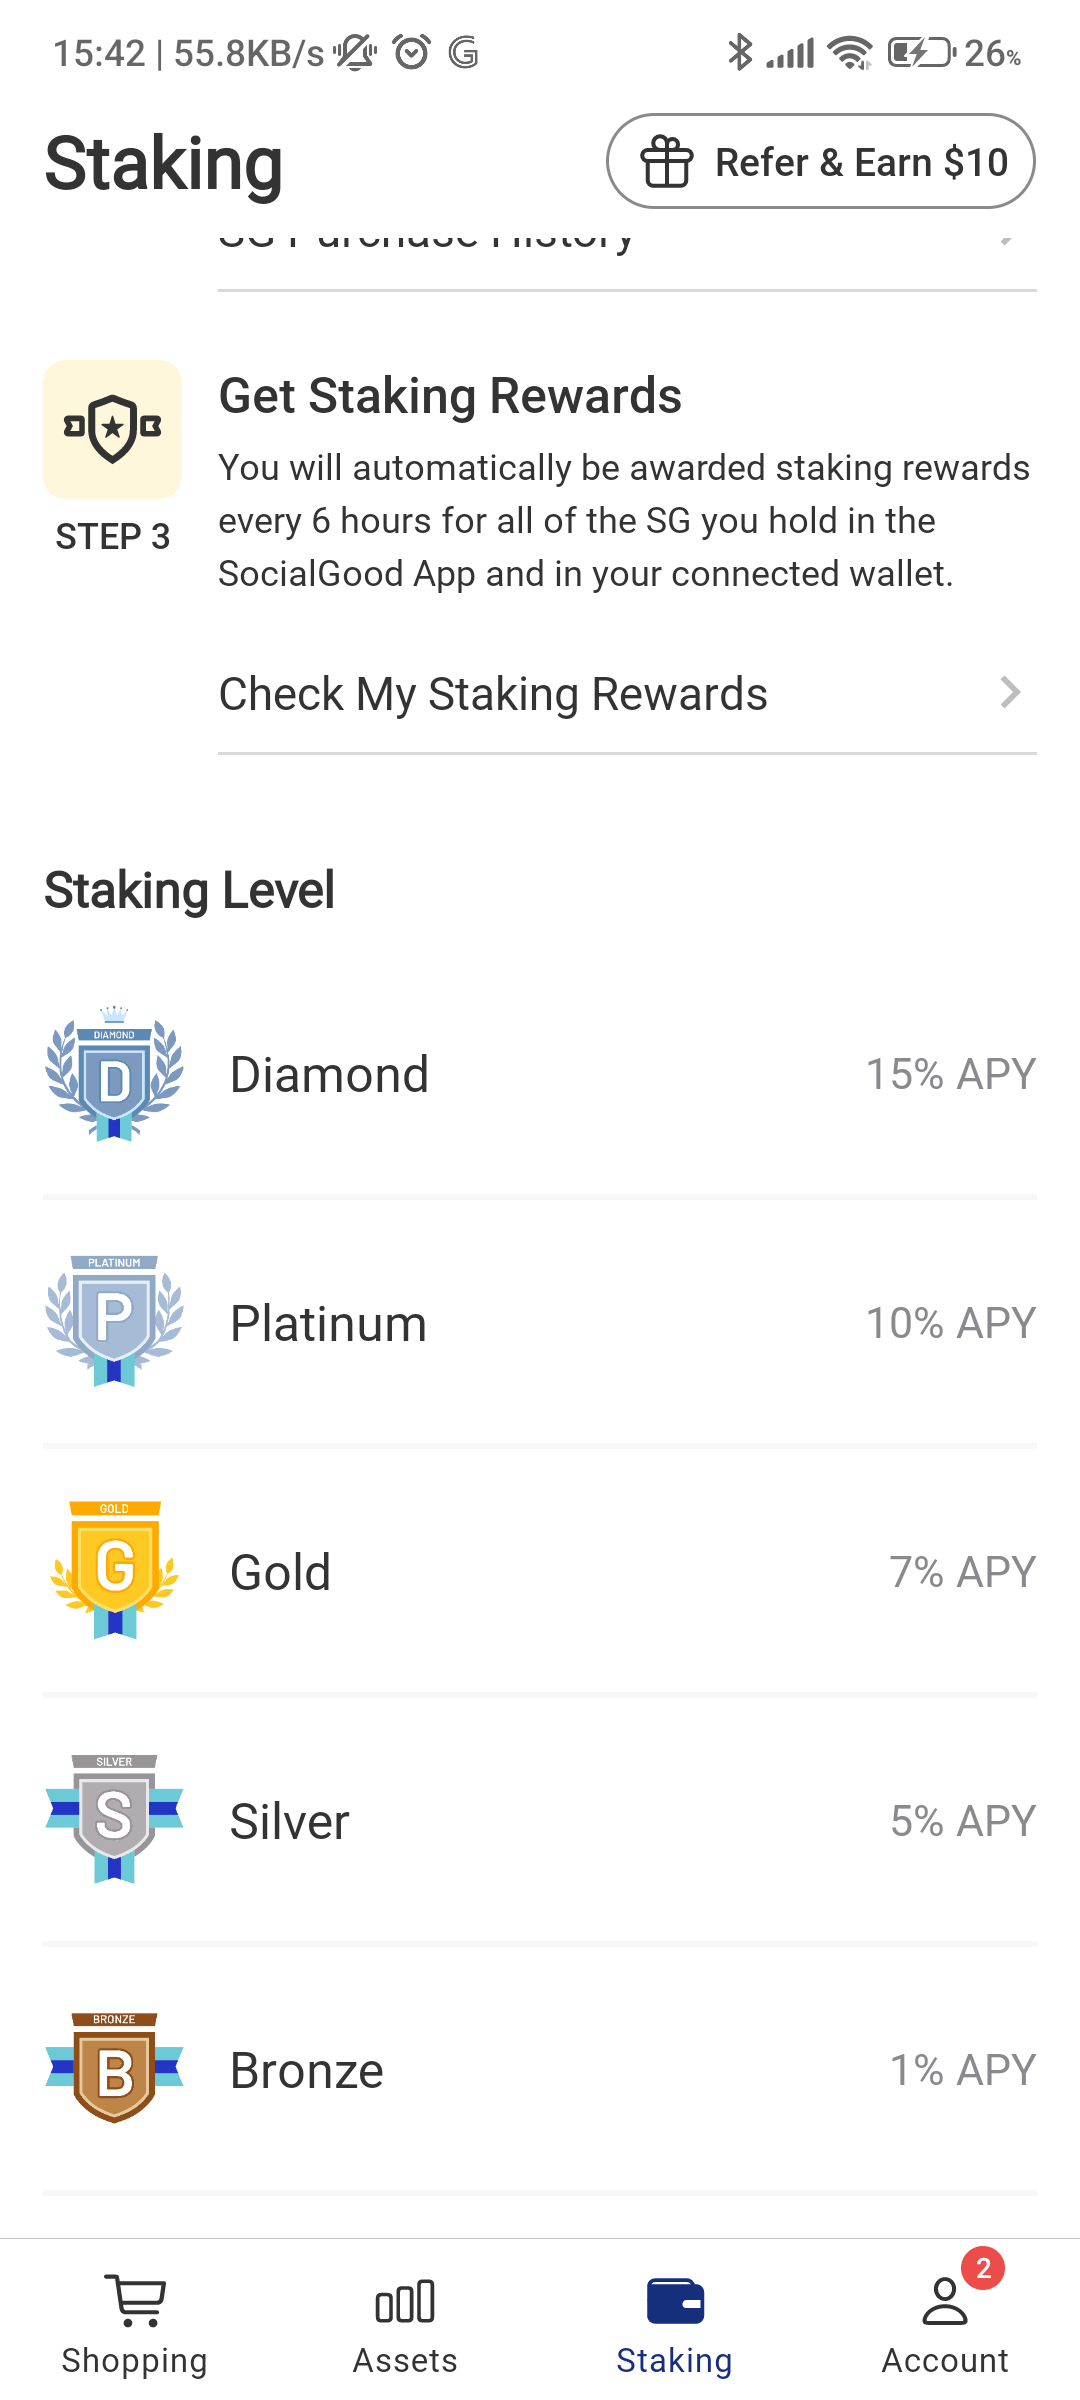 15:42 | 55.8KB/s
26%
Staking
Refer & Earn $10
SG Purchase History
Get Staking Rewards
You will automatically be awarded staking rewards
every 6 hours for all of the SG you hold in the
SocialGood App and in your connected wallet.
STEP 3
Check My Staking Rewards
Staking Level
DIAMOND
D
Diamond
15% APY
PLATINUM
P
Platinum
10% APY
GOLD
G
Gold
7% APY
SILVER
S
Silver
5% APY
BRONZE
B
Bronze
1% APY
2
Shopping
Assets
Staking
Account